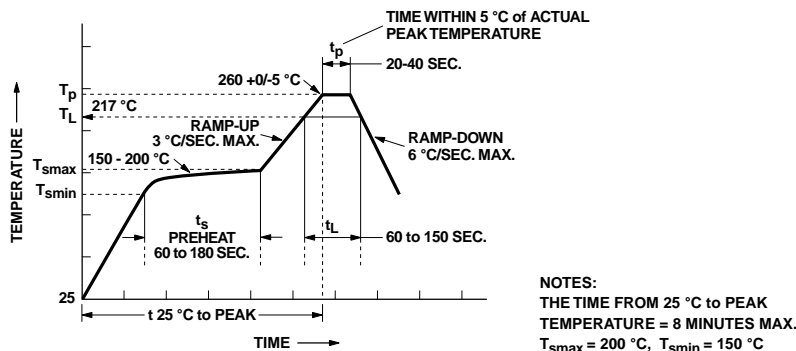 TIME WITHIN 5 °C of ACTUAL
PEAK TEMPERATURE
tp
20-40 SEC.
260 +0/-5 °C
Tp
217 °C
TL
RAMP-UP
3 °C/SEC. MAX.
RAMP-DOWN
6 °C/SEC. MAX.
150 - 200 °C
Tsmax
Tsmin
TEMPERATURE
ts
PREHEAT
60 to 180 SEC.
tL
60 to 150 SEC.
25
t 25 °C to PEAK
TIME
NOTES:
THE TIME FROM 25 °C to PEAK
TEMPERATURE = 8 MINUTES MAX.
Tsmax = 200 °C, Tsmin = 150 °C